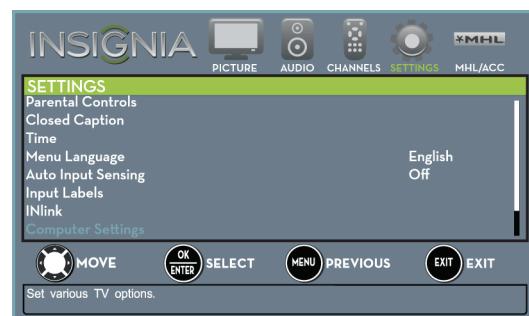 INSIGNIA
PICTURE AUDIO CHANNELS SETTINGS MHL MHL/ACC
SETTINGS
Parental Controls
Closed Caption
Time
Menu Language English
Auto Input Sensing Off
Input Labels
INlink
Computer Settings
MOVE OK ENTER SELECT MENU PREVIOUS EXIT EXIT
Set various TV options.